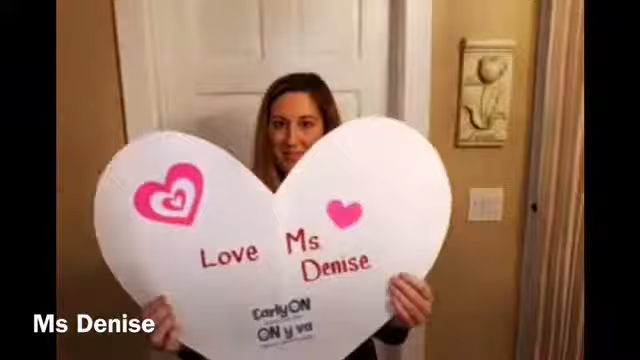 Love Ms
Denise
EarlyON
ON y va
Ms Denise